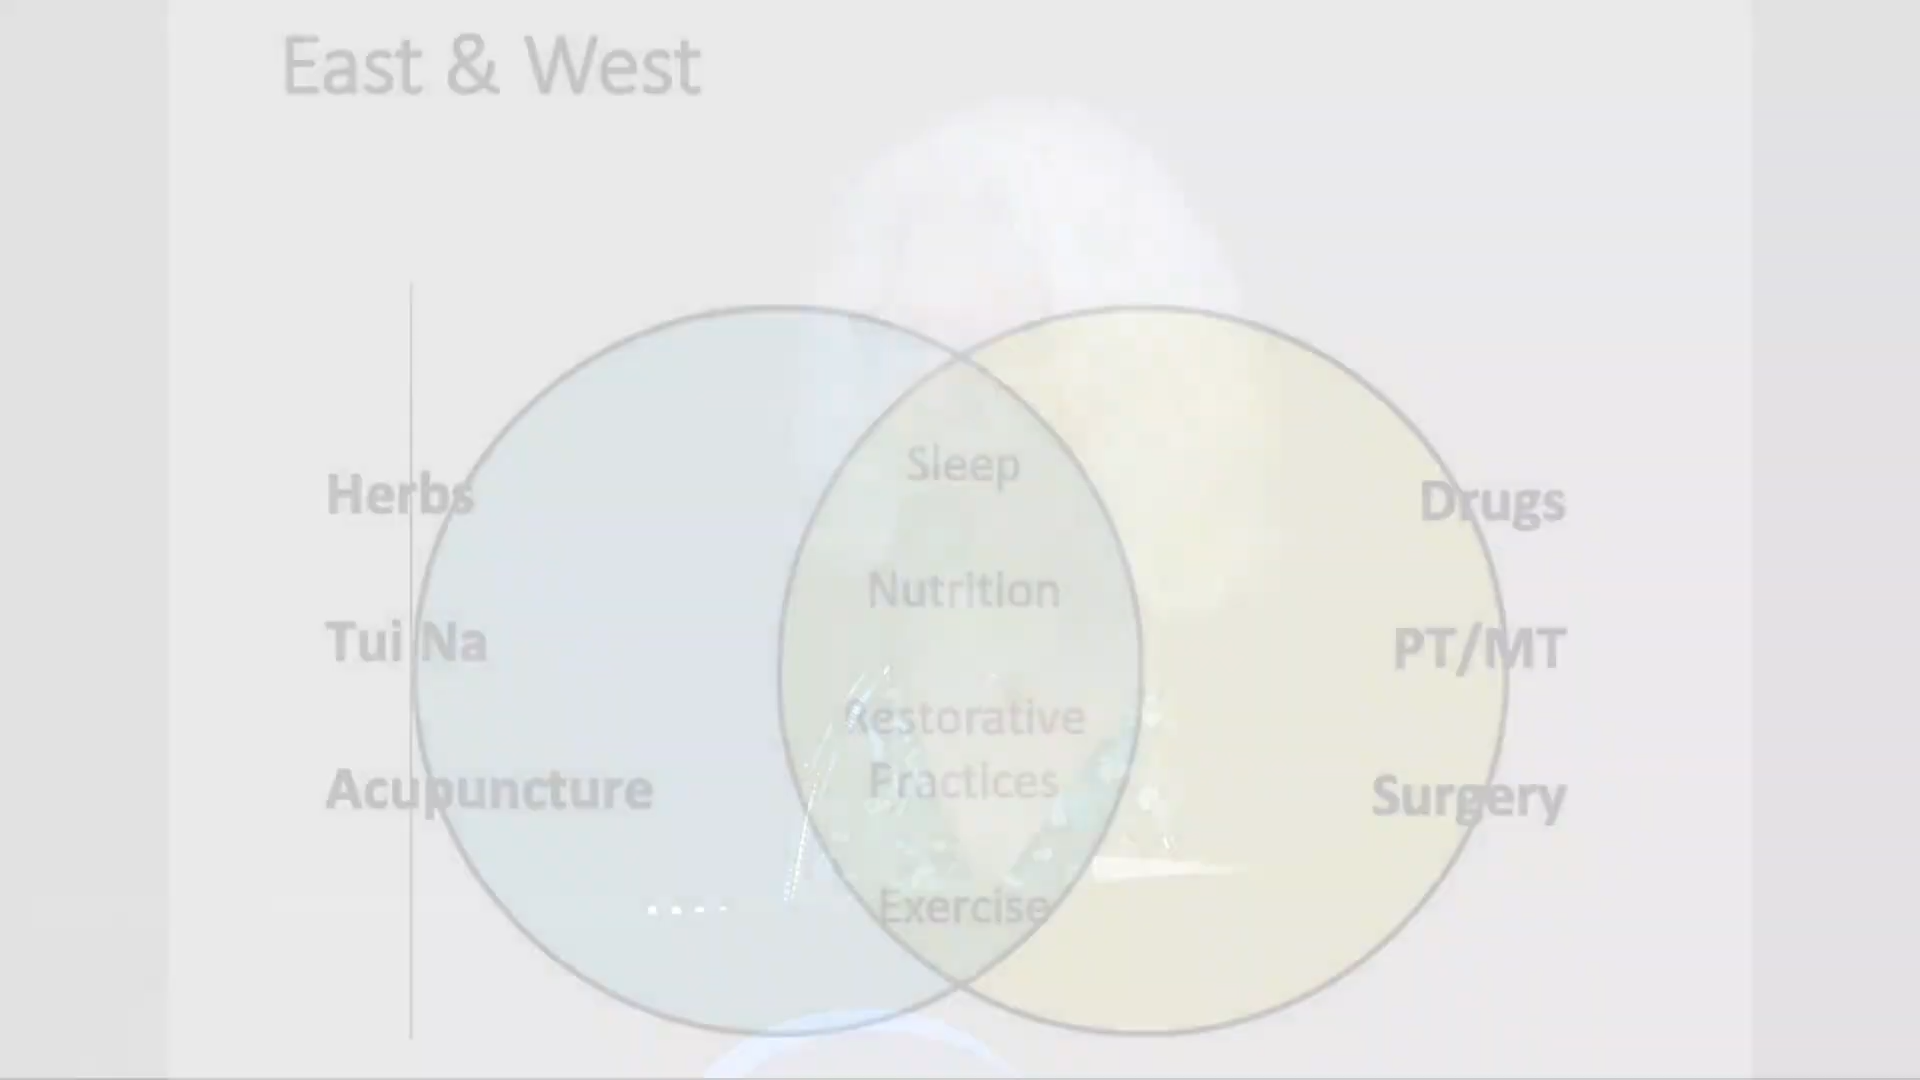 East & West
Herbs
Tui Na
Acupuncture
Sleep
Nutrition
Restorative
Practices
Exercise
Drugs
PT/MT
Surgery